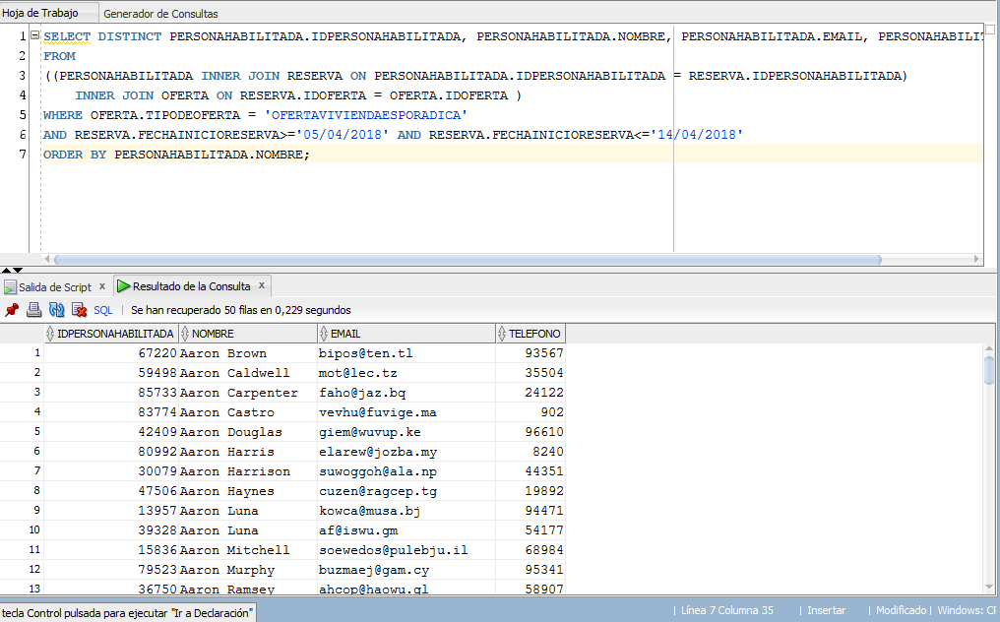 Hoja de Trabajo Generador de Consultas
1 SELECT DISTINCT PERSONAHABILITADA.IDPERSONAHABILITADA, PERSONAHABILITADA.NOMBRE, PERSONAHABILITADA.EMAIL, PERSONAHABILIT
2 FROM
3 ((PERSONAHABILITADA INNER JOIN RESERVA ON PERSONAHABILITADA.IDPERSONAHABILITADA = RESERVA.IDPERSONAHABILITADA)
4 INNER JOIN OFERTA ON RESERVA.IDOFERTA = OFERTA.IDOFERTA )
5 WHERE OFERTA.TIPODEOFERTA = 'OFERTAVIVIENDAESPORADICA'
6 AND RESERVA.FECHAINICIORESERVA>='05/04/2018' AND RESERVA.FECHAINICIORESERVA<='14/04/2018'
7 ORDER BY PERSONAHABILITADA.NOMBRE;
Salida de Script x Resultado de la Consulta x
SQL | Se han recuperado 50 filas en 0,229 segundos
IDPERSONAHABILITADA NOMBRE EMAIL TELEFONO
1 67220 Aaron Brown bipos@ten.tl 93567
2 59498 Aaron Caldwell mot@lec.tz 35504
3 85733 Aaron Carpenter faho@jaz.bq 24122
4 83774 Aaron Castro vevhu@fuvige.ma 902
5 42409 Aaron Douglas giem@wuvup.ke 96610
6 80992 Aaron Harris elarew@jozba.my 8240
7 30079 Aaron Harrison suwoggoh@ala.np 44351
8 47506 Aaron Haynes cuzen@ragcep.tg 19892
9 13957 Aaron Luna kowca@musa.bj 94471
10 39328 Aaron Luna af@iswu.gm 54177
11 15836 Aaron Mitchell soewedos@pulebju.il 68984
12 79523 Aaron Murphy buzmaej@gam.cy 95341
13 36750 Aaron Ramsey ahcop@haowu.gl 58907
tecla Control pulsada para ejecutar "Ir a Declaración" | Línea 7 Columna 35 | Insertar | Modificado | Windows: CR